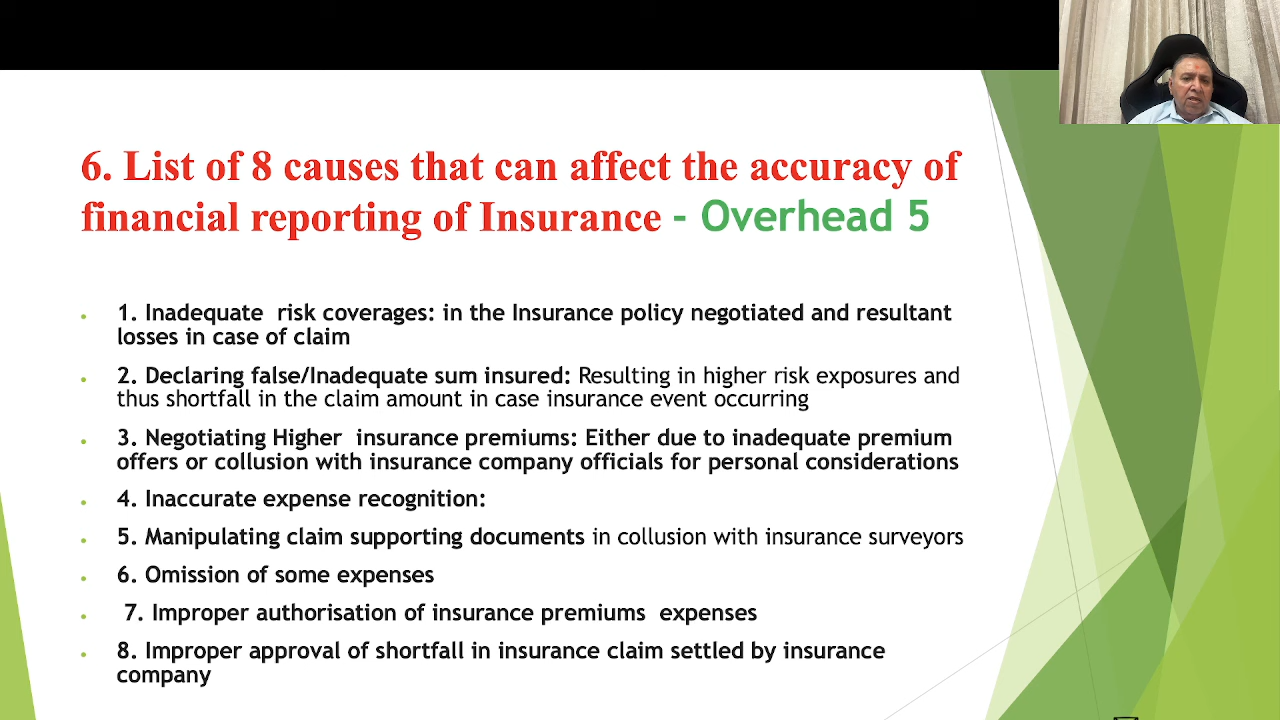 6. List of 8 causes that can affect the accuracy of
financial reporting of Insurance - Overhead 5
1. Inadequate risk coverages: in the Insurance policy negotiated and resultant
losses in case of claim
2. Declaring false/Inadequate sum insured: Resulting in higher risk exposures and
thus shortfall in the claim amount in case insurance event occurring
3. Negotiating Higher insurance premiums: Either due to inadequate premium
offers or collusion with insurance company officials for personal considerations
4. Inaccurate expense recognition:
5. Manipulating claim supporting documents in collusion with insurance surveyors
6. Omission of some expenses
7. Improper authorisation of insurance premiums expenses
8. Improper approval of shortfall in insurance claim settled by insurance
company